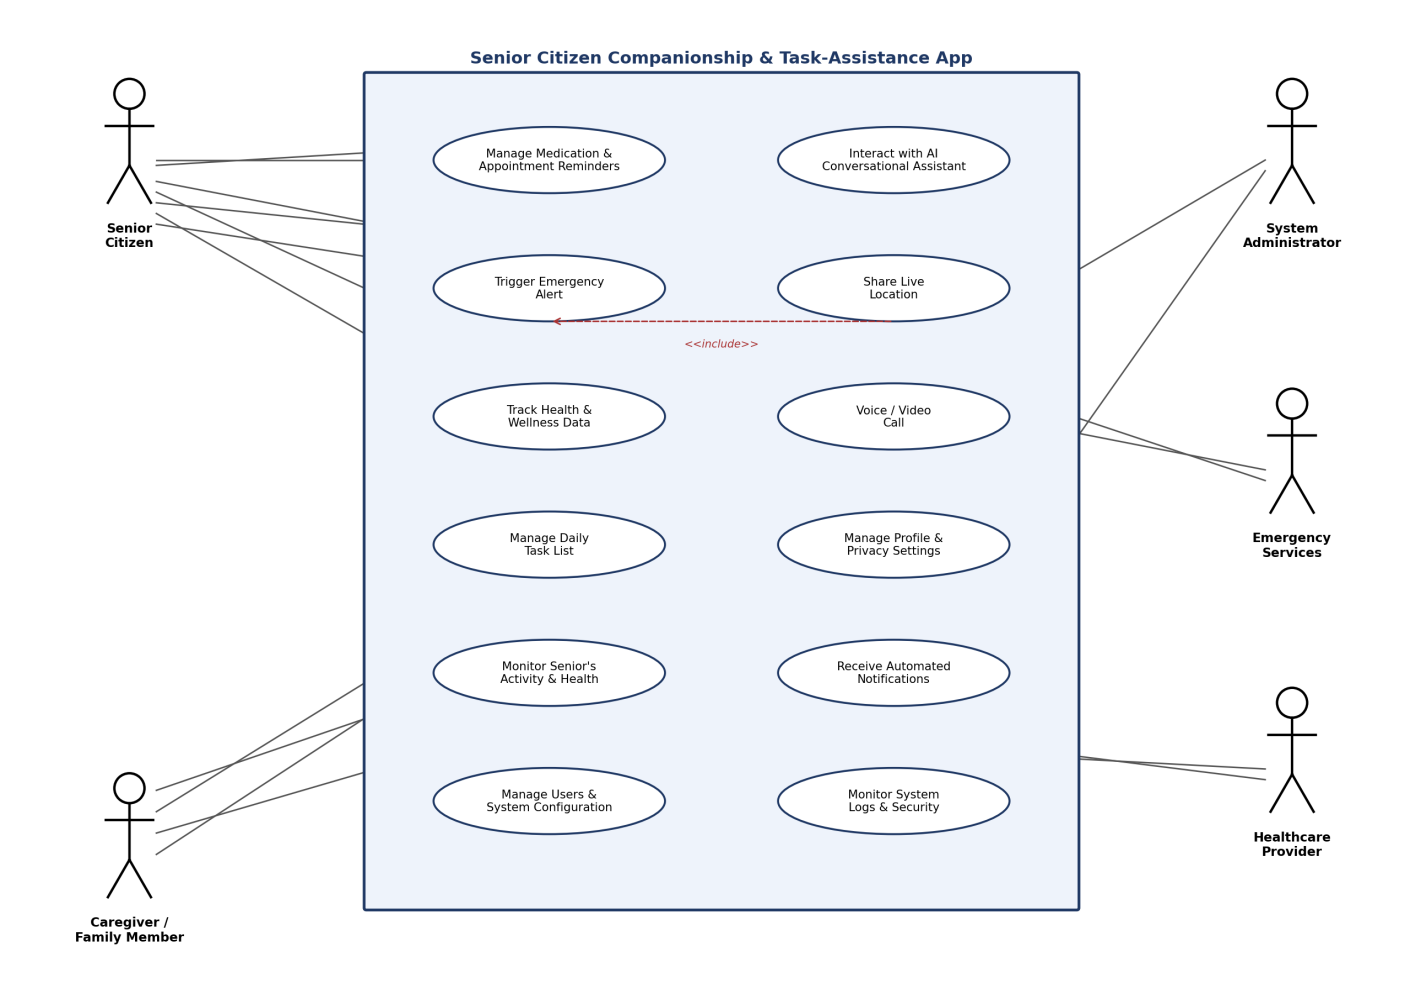 Senior Citizen Companionship & Task-Assistance App
Senior
Citizen
System
Administrator
Manage Medication &
Appointment Reminders
Interact with AI
Conversational Assistant
Trigger Emergency
Alert
Share Live
Location
<<include>>
Track Health &
Wellness Data
Voice / Video
Call
Emergency
Services
Manage Daily
Task List
Manage Profile &
Privacy Settings
Monitor Senior's
Activity & Health
Receive Automated
Notifications
Manage Users &
System Configuration
Monitor System
Logs & Security
Healthcare
Provider
Caregiver /
Family Member